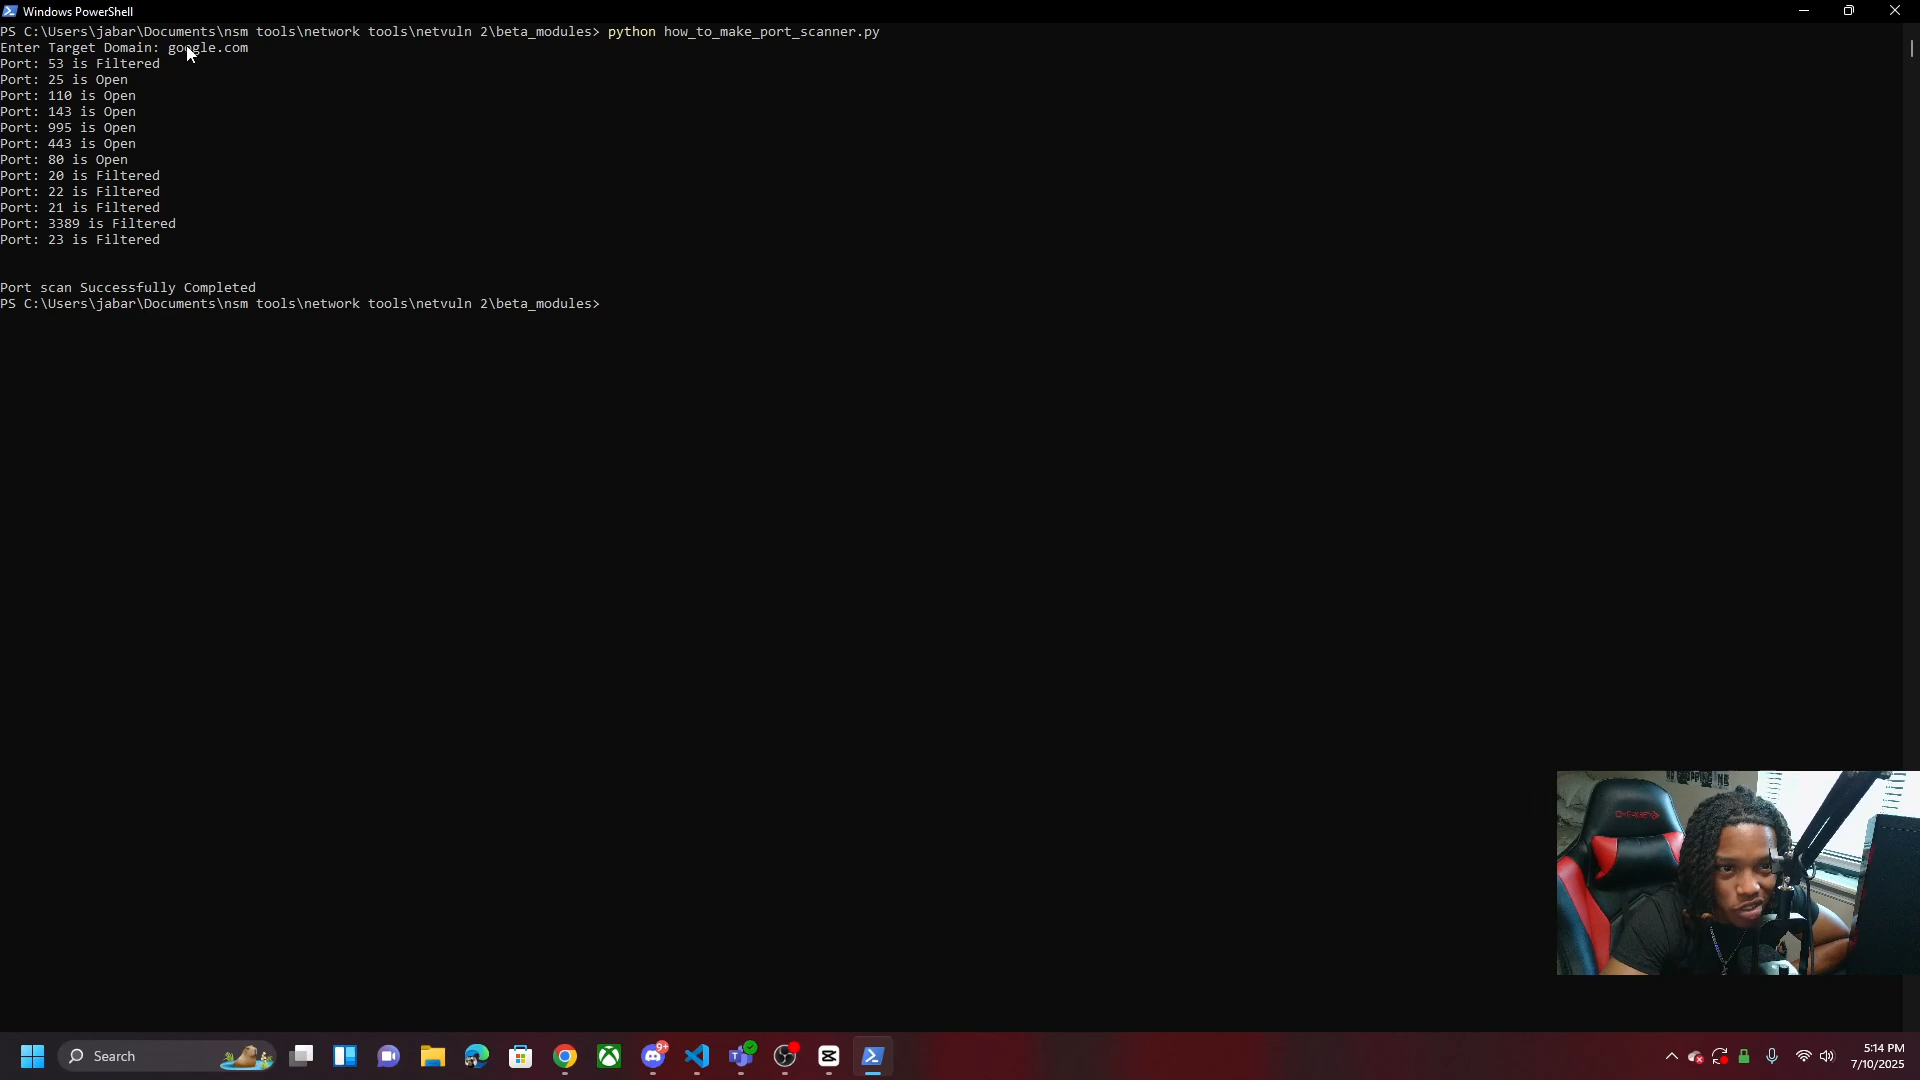 Windows PowerShell
PS C:\Users\jabar\Documents\nsm tools\network tools\netvuln 2\beta_modules> python how_to_make_port_scanner.py
Enter Target Domain: google.com
Port: 53 is Filtered
Port: 25 is Open
Port: 110 is Open
Port: 143 is Open
Port: 995 is Open
Port: 443 is Open
Port: 80 is Open
Port: 20 is Filtered
Port: 22 is Filtered
Port: 21 is Filtered
Port: 3389 is Filtered
Port: 23 is Filtered
Port scan Successfully Completed
PS C:\Users\jabar\Documents\nsm tools\network tools\netvuln 2\beta_modules>
Search
9+
5:14 PM
7/10/2025